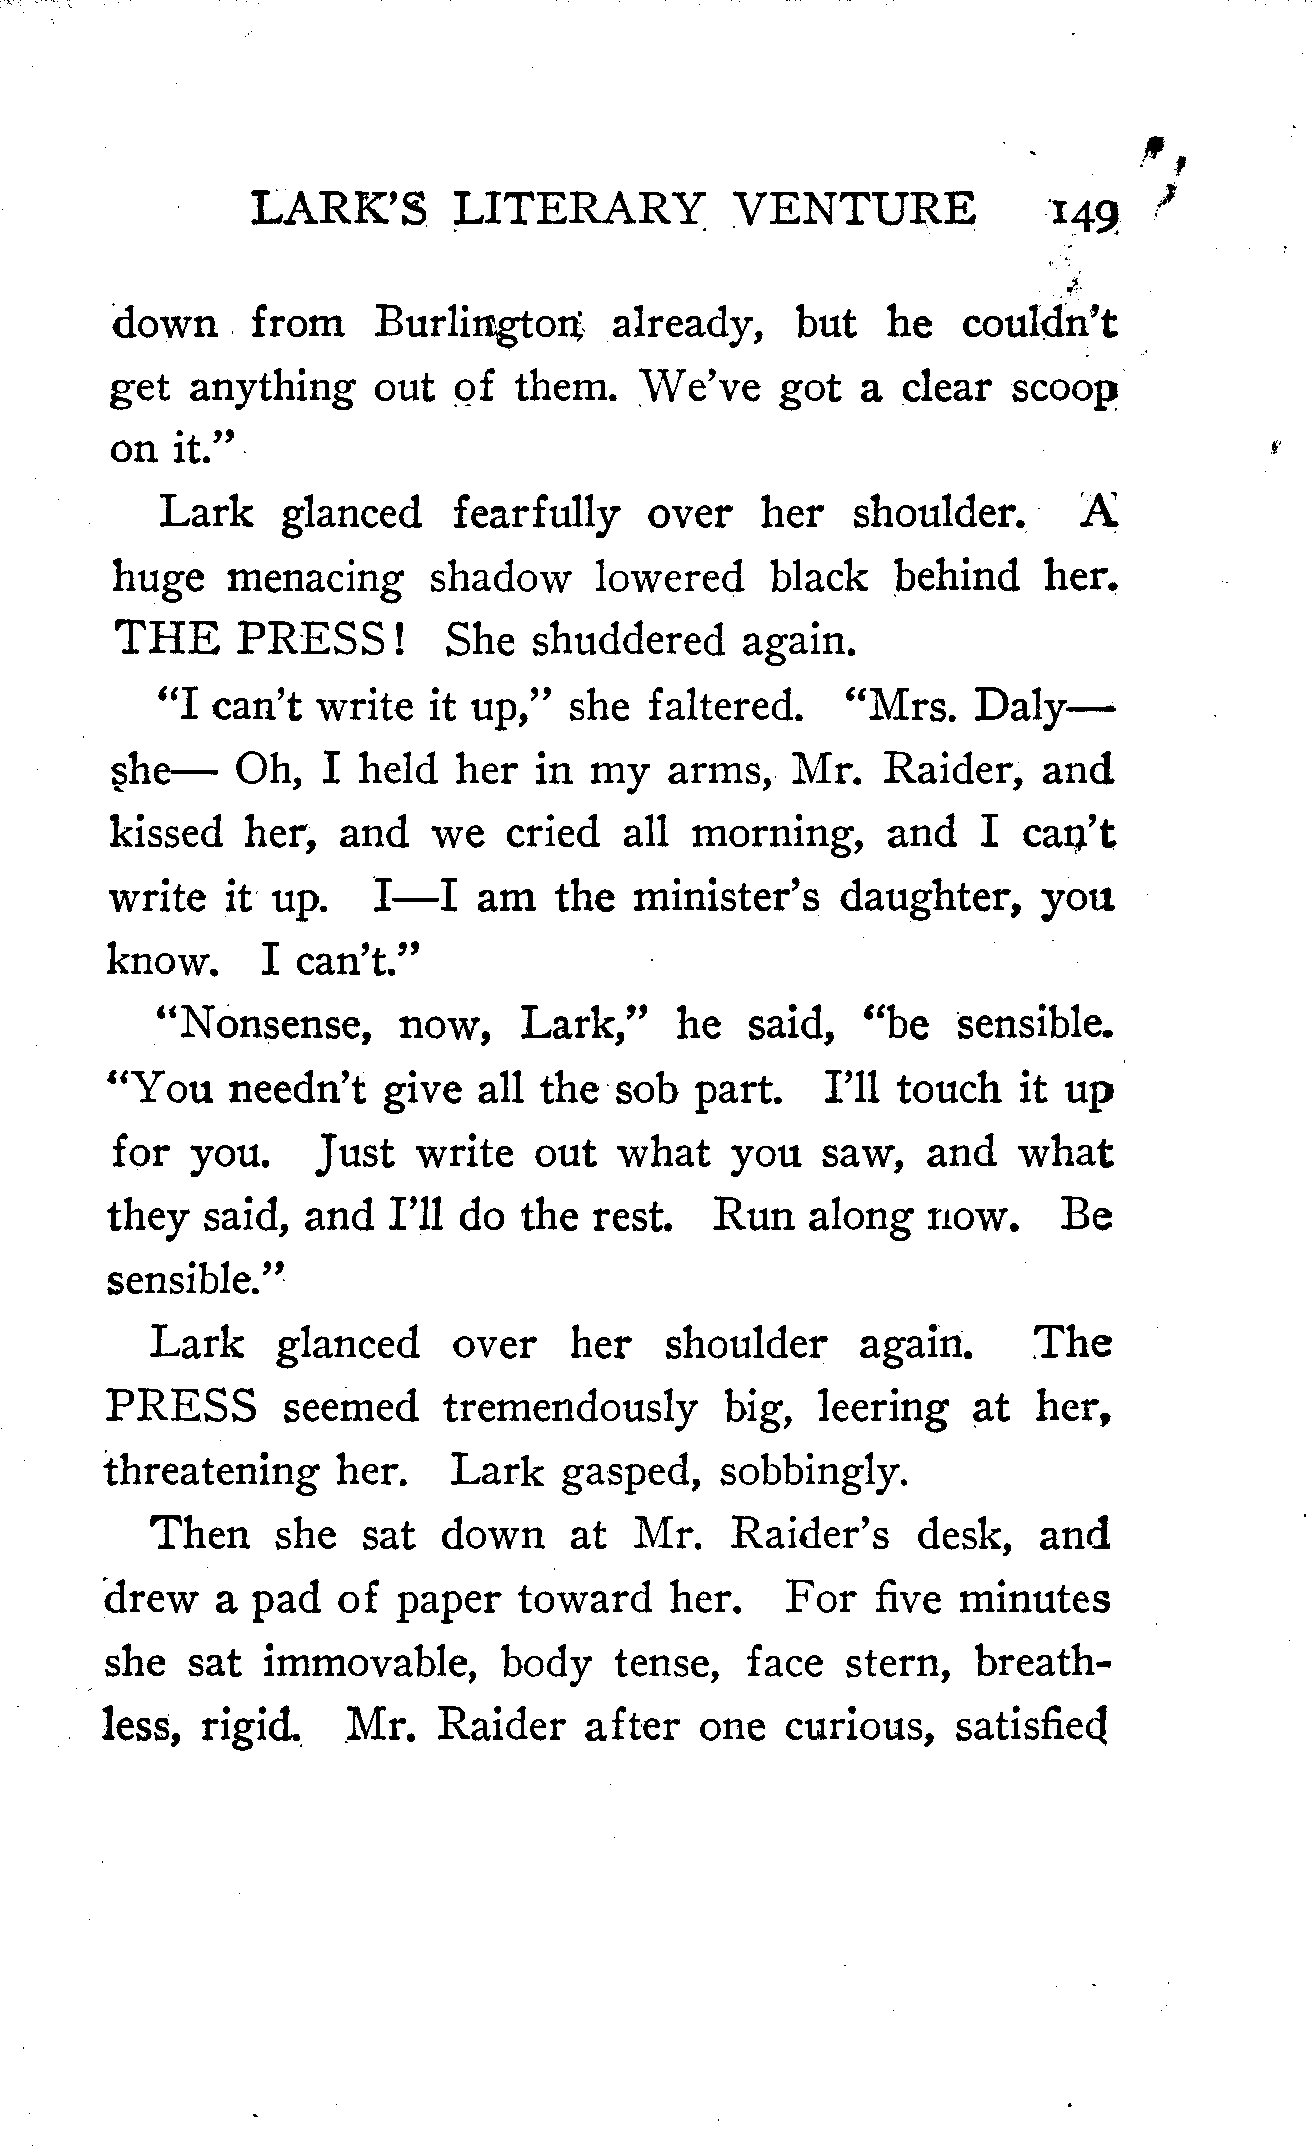 LARK'S LITERARY VENTURE 149
down from Burlington already, but he couldn't
get anything out of them. We've got a clear scoop
on it."
Lark glanced fearfully over her shoulder. A
huge menacing shadow lowered black behind her.
THE PRESS! She shuddered again.
"I can't write it up," she faltered. "Mrs. Daly—
she— Oh, I held her in my arms, Mr. Raider, and
kissed her, and we cried all morning, and I can't
write it up. I—I am the minister's daughter, you
know. I can't."
"Nonsense, now, Lark," he said, "be sensible.
"You needn't give all the sob part. I'll touch it up
for you. Just write out what you saw, and what
they said, and I'll do the rest. Run along now. Be
sensible."
Lark glanced over her shoulder again. The
PRESS seemed tremendously big, leering at her,
threatening her. Lark gasped, sobbingly.
Then she sat down at Mr. Raider's desk, and
drew a pad of paper toward her. For five minutes
she sat immovable, body tense, face stern, breath-
less, rigid. Mr. Raider after one curious, satisfied